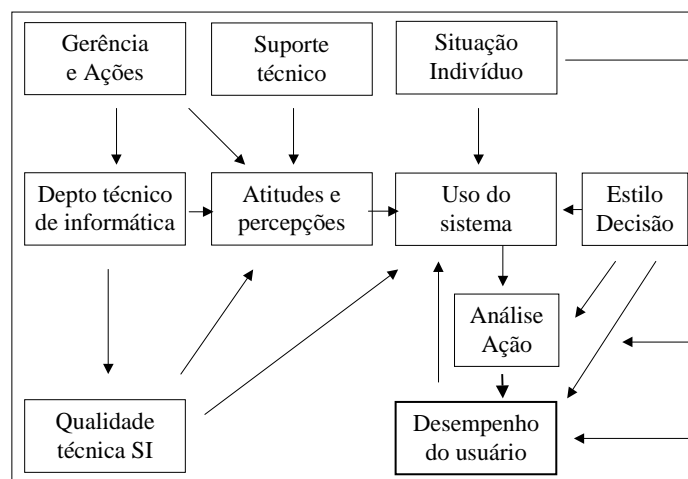 Gerência
e Ações
Suporte
técnico
Situação
Indivíduo
Depto técnico
de informática
Atitudes e
percepções
Uso do
sistema
Estilo
Decisão
Análise
Ação
Qualidade
técnica SI
Desempenho
do usuário